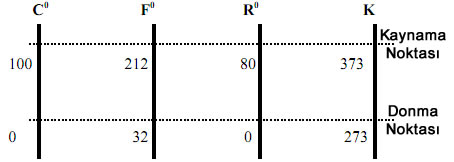 C⁰ F⁰ R⁰ K
Kaynama
Noktası
100 212 80 373
Donma
Noktası
0 32 0 273